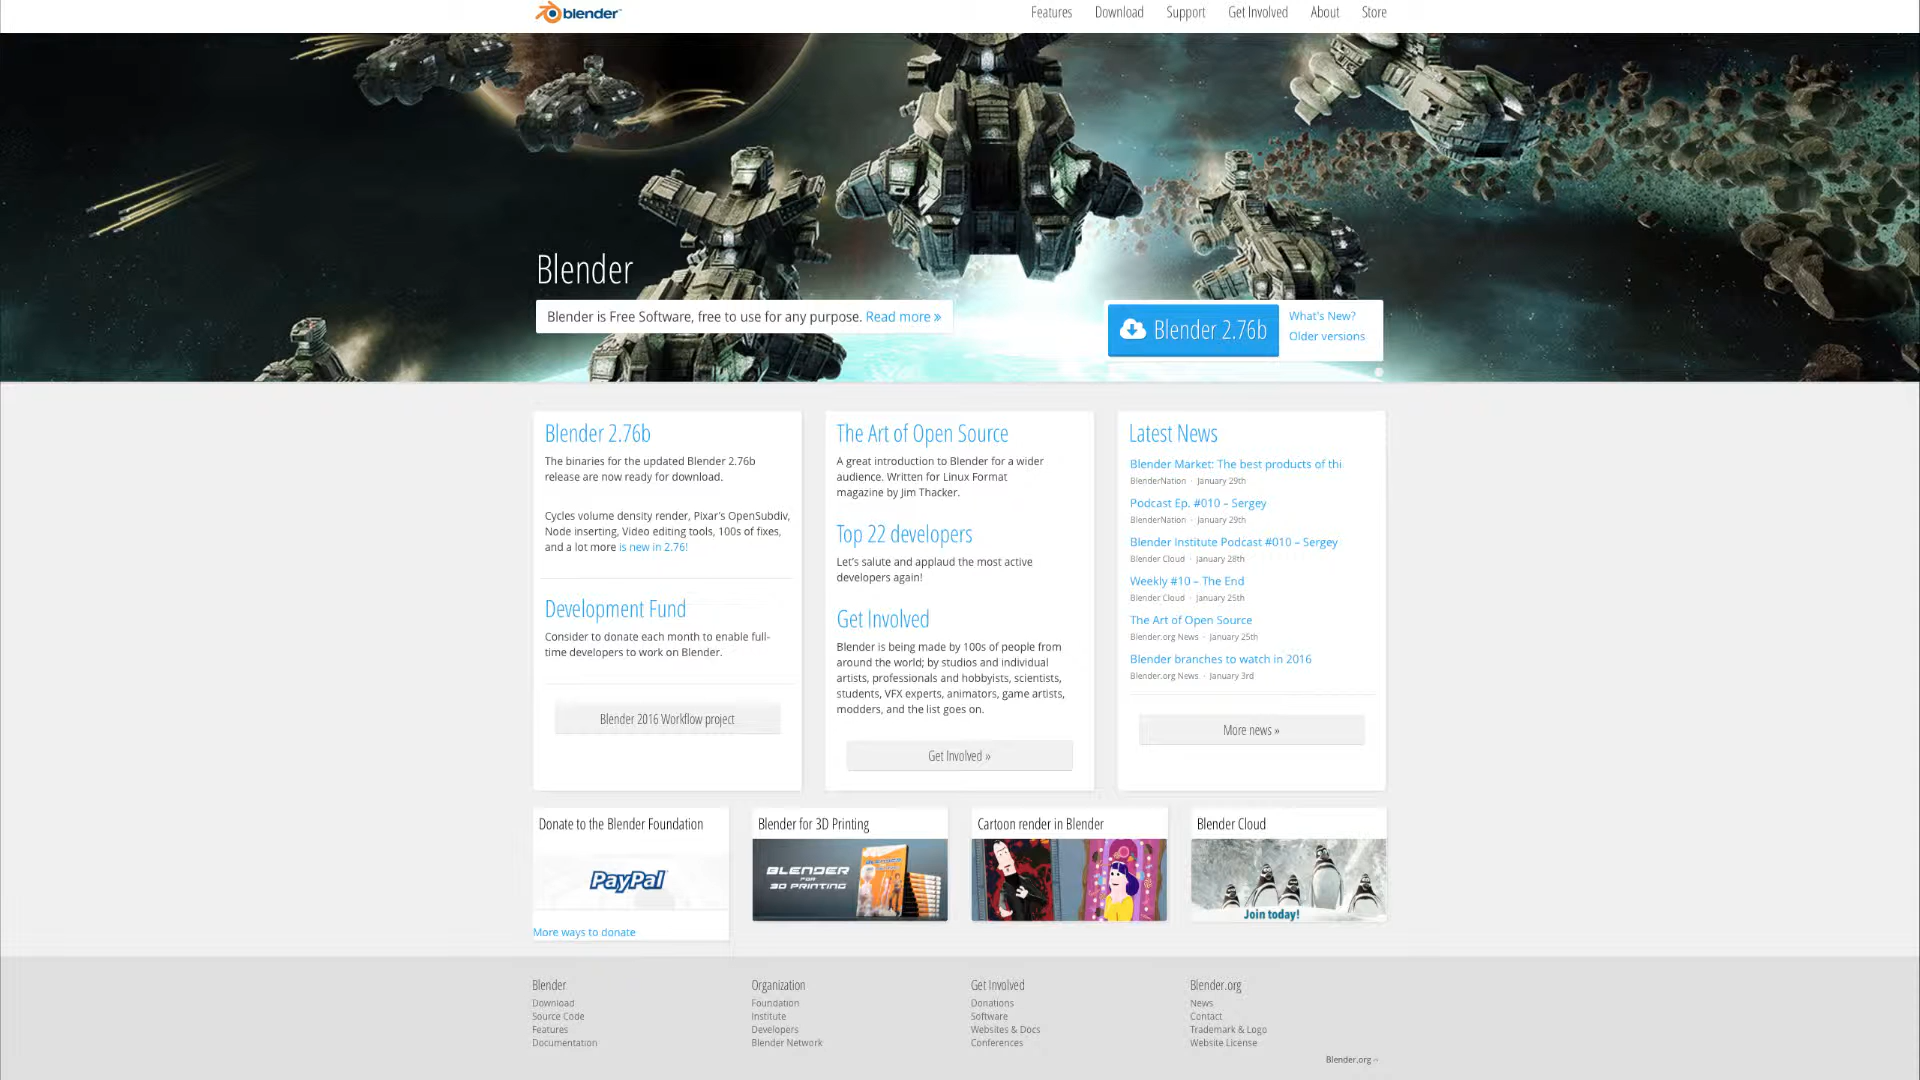 blender
Features Download Support Get Involved About Store
Blender
Blender is Free Software, free to use for any purpose. Read more »
Blender 2.76b
What's New?
Older versions
Blender 2.76b
The binaries for the updated Blender 2.76b
release are now ready for download.
Cycles volume density render, Pixar's OpenSubdiv,
Node inserting, Video editing tools, 100s of fixes,
and a lot more is new in 2.76!
Development Fund
Consider to donate each month to enable full-
time developers to work on Blender.
Blender 2016 Workflow project
The Art of Open Source
A great introduction to Blender for a wider
audience. Written for Linux Format
magazine by Jim Thacker.
Top 22 developers
Let's salute and applaud the most active
developers again!
Get Involved
Blender is being made by 100s of people from
around the world; by studios and individual
artists, professionals and hobbyists, scientists,
students, VFX experts, animators, game artists,
modders, and the list goes on.
Get Involved »
Latest News
Blender Market: The best products of thi
BlenderNation · January 29th
Podcast Ep. #010 – Sergey
BlenderNation · January 29th
Blender Institute Podcast #010 – Sergey
Blender Cloud · January 28th
Weekly #10 – The End
Blender Cloud · January 25th
The Art of Open Source
Blender.org News · January 25th
Blender branches to watch in 2016
Blender.org News · January 3rd
More news »
Donate to the Blender Foundation
PayPal
More ways to donate
Blender for 3D Printing
BLENDER
FOR
3D PRINTING
Cartoon render in Blender
Blender Cloud
Join today!
Blender
Download
Source Code
Features
Documentation
Organization
Foundation
Institute
Developers
Blender Network
Get Involved
Donations
Software
Websites & Docs
Conferences
Blender.org
News
Contact
Trademark & Logo
Website License
Blender.org